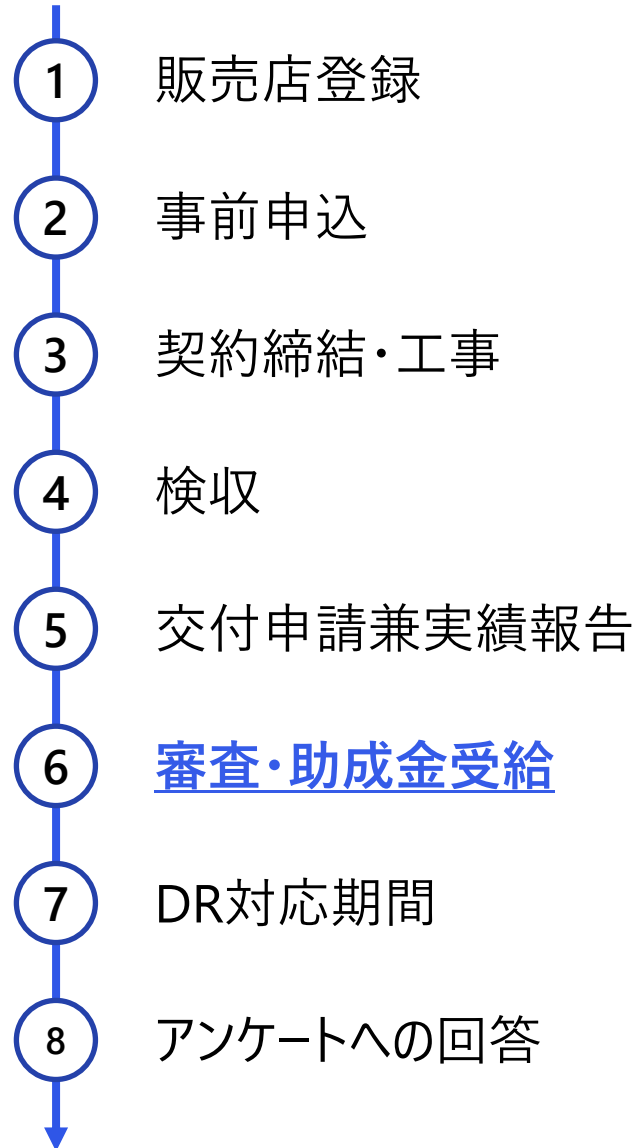 1 販売店登録
2 事前申込
3 契約締結・工事
4 検収
5 交付申請兼実績報告
6 審査・助成金受給
7 DR対応期間
8 アンケートへの回答